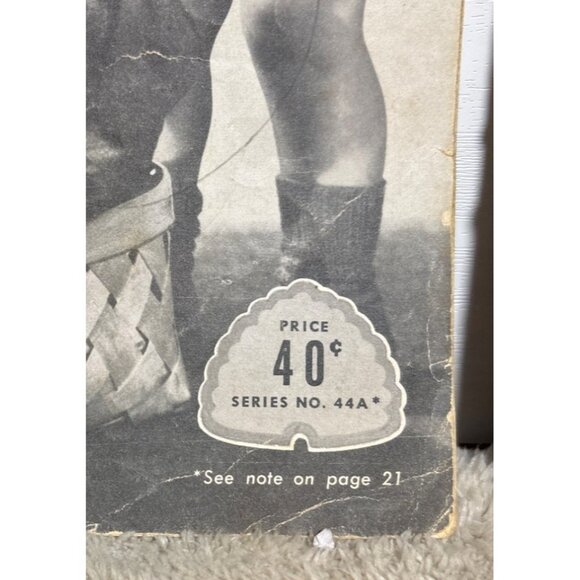 PRICE
40¢
SERIES NO. 44A*
*See note on page 21